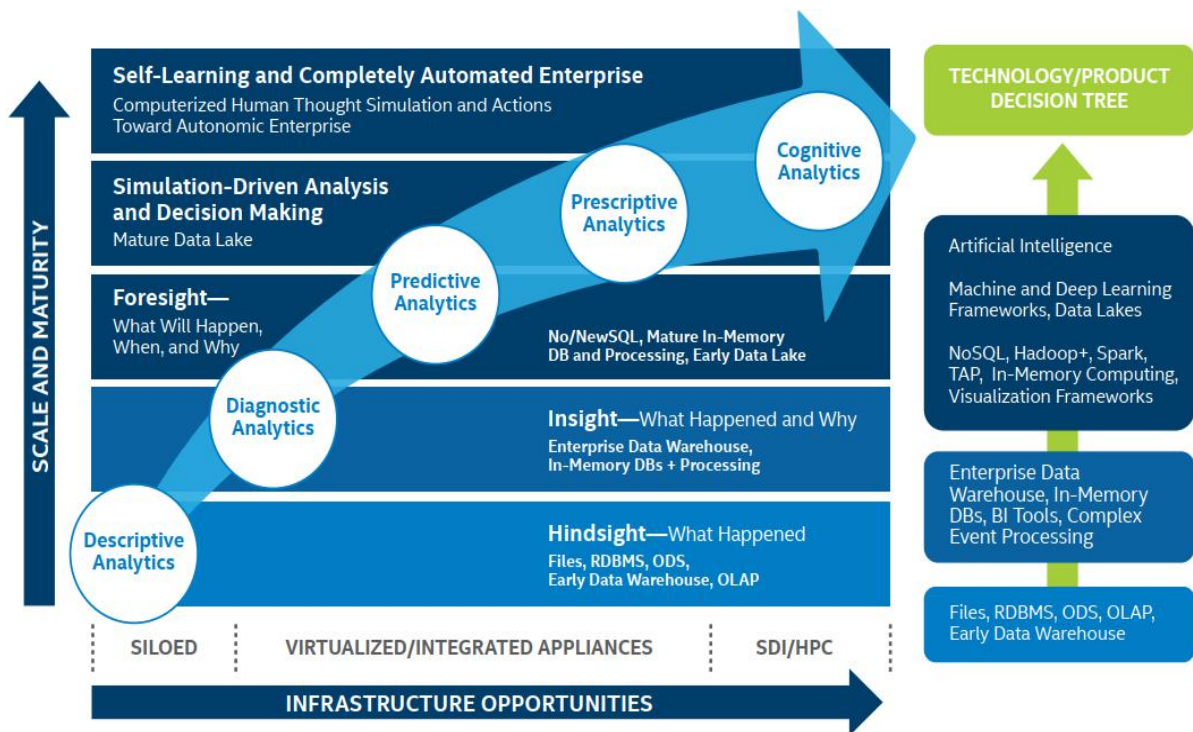 SCALE AND MATURITY
Self-Learning and Completely Automated Enterprise
Computerized Human Thought Simulation and Actions
Toward Autonomic Enterprise
Cognitive
Analytics
Simulation-Driven Analysis
and Decision Making
Mature Data Lake
Prescriptive
Analytics
Foresight—
What Will Happen,
When, and Why
Predictive
Analytics
No/NewSQL, Mature In-Memory
DB and Processing, Early Data Lake
Diagnostic
Analytics
Insight—What Happened and Why
Enterprise Data Warehouse,
In-Memory DBs + Processing
Descriptive
Analytics
Hindsight—What Happened
Files, RDBMS, ODS,
Early Data Warehouse, OLAP
SILOED
VIRTUALIZED/INTEGRATED APPLIANCES
SDI/HPC
INFRASTRUCTURE OPPORTUNITIES
TECHNOLOGY/PRODUCT
DECISION TREE
Artificial Intelligence
Machine and Deep Learning
Frameworks, Data Lakes
NoSQL, Hadoop+, Spark,
TAP, In-Memory Computing,
Visualization Frameworks
Enterprise Data
Warehouse, In-Memory
DBs, BI Tools, Complex
Event Processing
Files, RDBMS, ODS, OLAP,
Early Data Warehouse